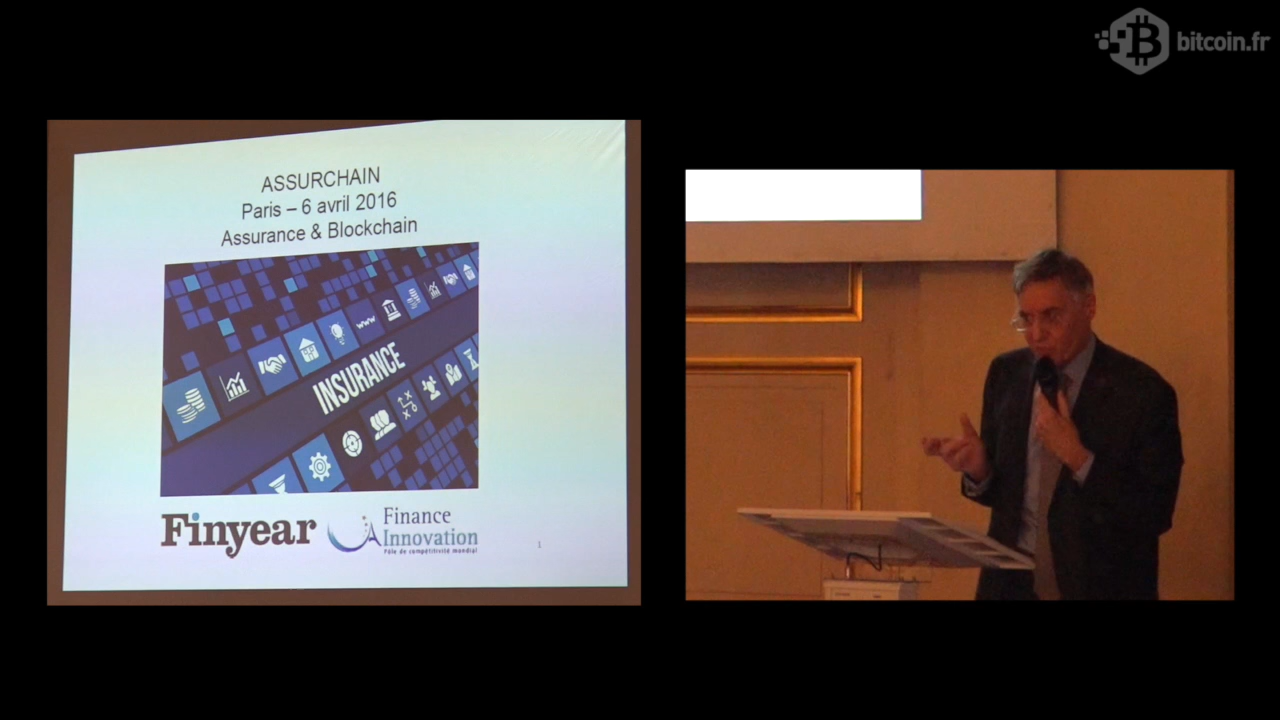 bitcoin.fr
ASSURCHAIN
Paris – 6 avril 2016
Assurance & Blockchain
www
INSURANCE
Finyear
Finance
Innovation
Pôle de compétitivité mondial
1